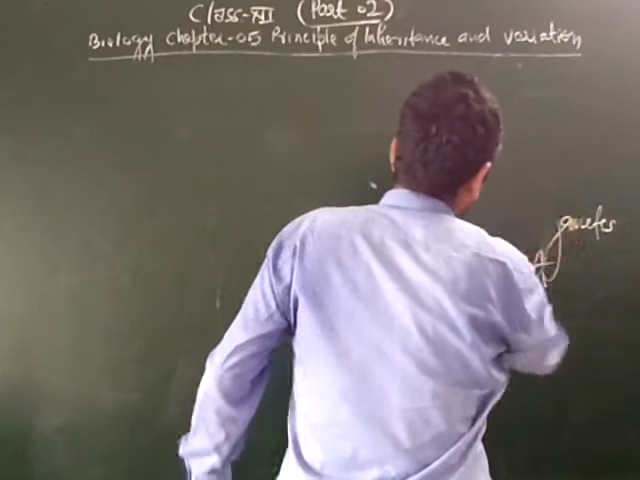 Class-XII (Part 02)
Biology Chapter-05 Principle of Inheritance and variation
gametes